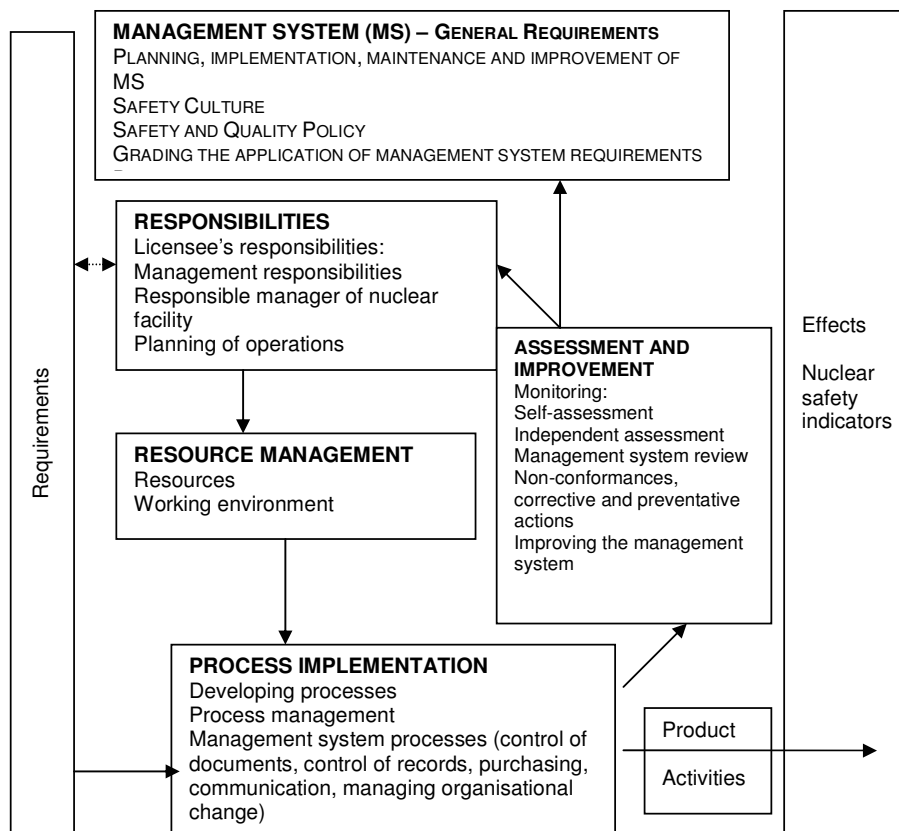 MANAGEMENT SYSTEM (MS) – GENERAL REQUIREMENTS
PLANNING, IMPLEMENTATION, MAINTENANCE AND IMPROVEMENT OF
MS
SAFETY CULTURE
SAFETY AND QUALITY POLICY
GRADING THE APPLICATION OF MANAGEMENT SYSTEM REQUIREMENTS
Requirements
RESPONSIBILITIES
Licensee's responsibilities:
Management responsibilities
Responsible manager of nuclear
facility
Planning of operations
RESOURCE MANAGEMENT
Resources
Working environment
ASSESSMENT AND
IMPROVEMENT
Monitoring:
Self-assessment
Independent assessment
Management system review
Non-conformances,
corrective and preventative
actions
Improving the management
system
PROCESS IMPLEMENTATION
Developing processes
Process management
Management system processes (control of
documents, control of records, purchasing,
communication, managing organisational
change)
Product
Activities
Effects
Nuclear
safety
indicators